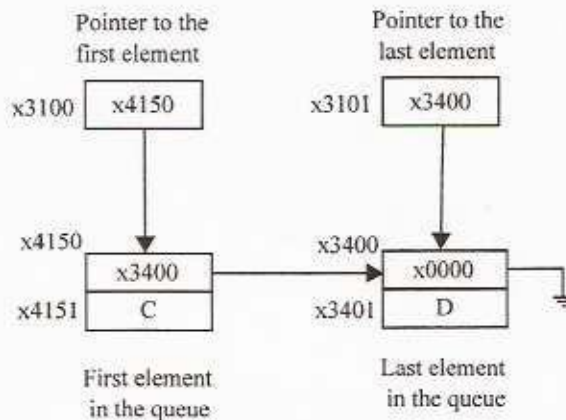 Pointer to the
first element
Pointer to the
last element
x3100
x4150
x3101
x3400
x4150
x3400
x4151
C
x3400
x0000
x3401
D
First element
in the queue
Last element
in the queue